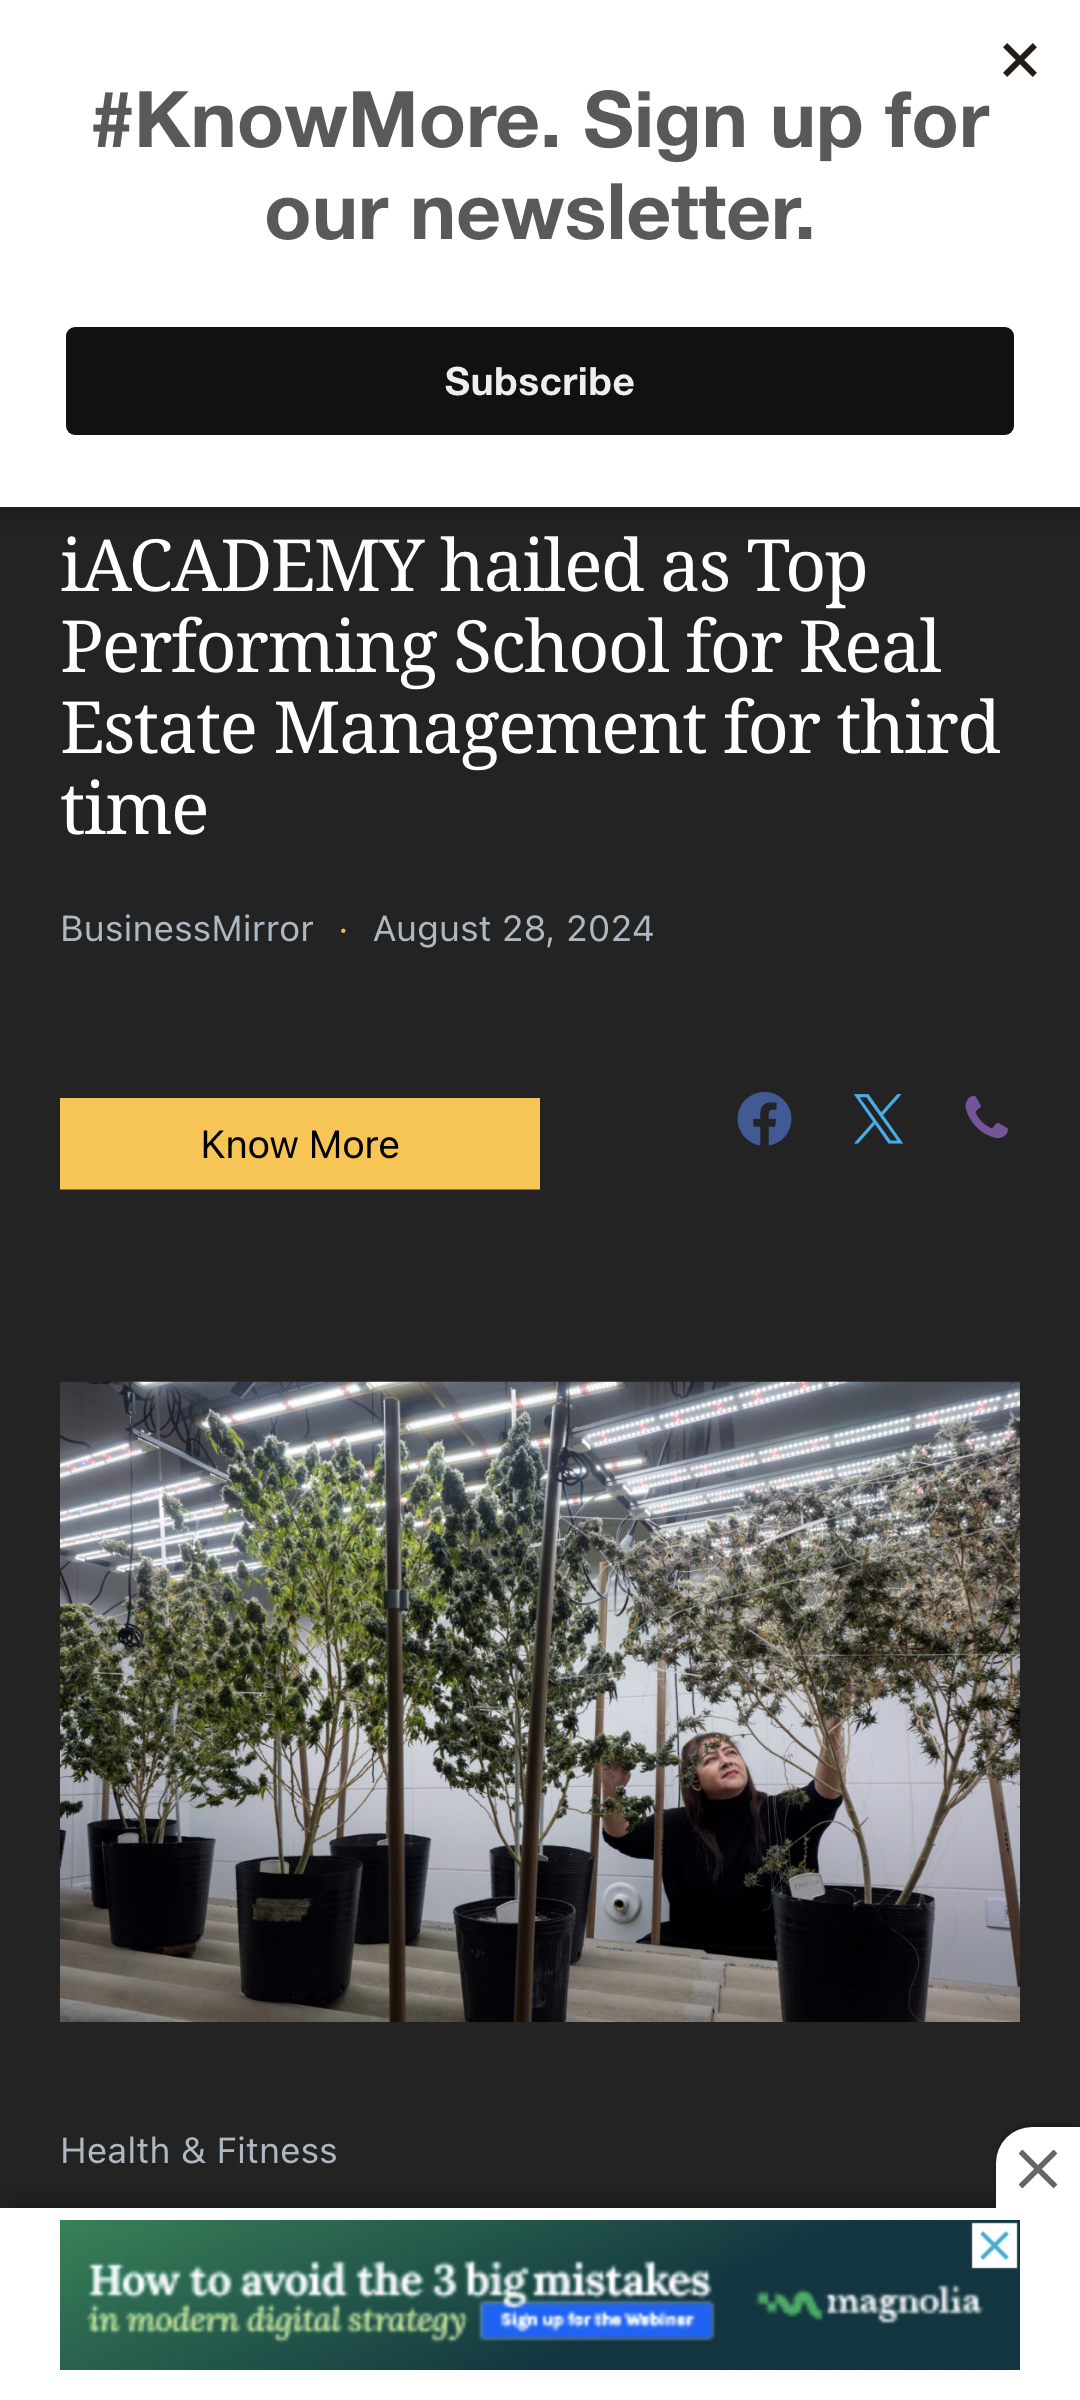 #KnowMore. Sign up for
our newsletter.
Subscribe
iACADEMY hailed as Top
Performing School for Real
Estate Management for third
time
BusinessMirror · August 28, 2024
Know More
Health & Fitness
How to avoid the 3 big mistakes
in modern digital strategy
Sign up for the Webinar
magnolia